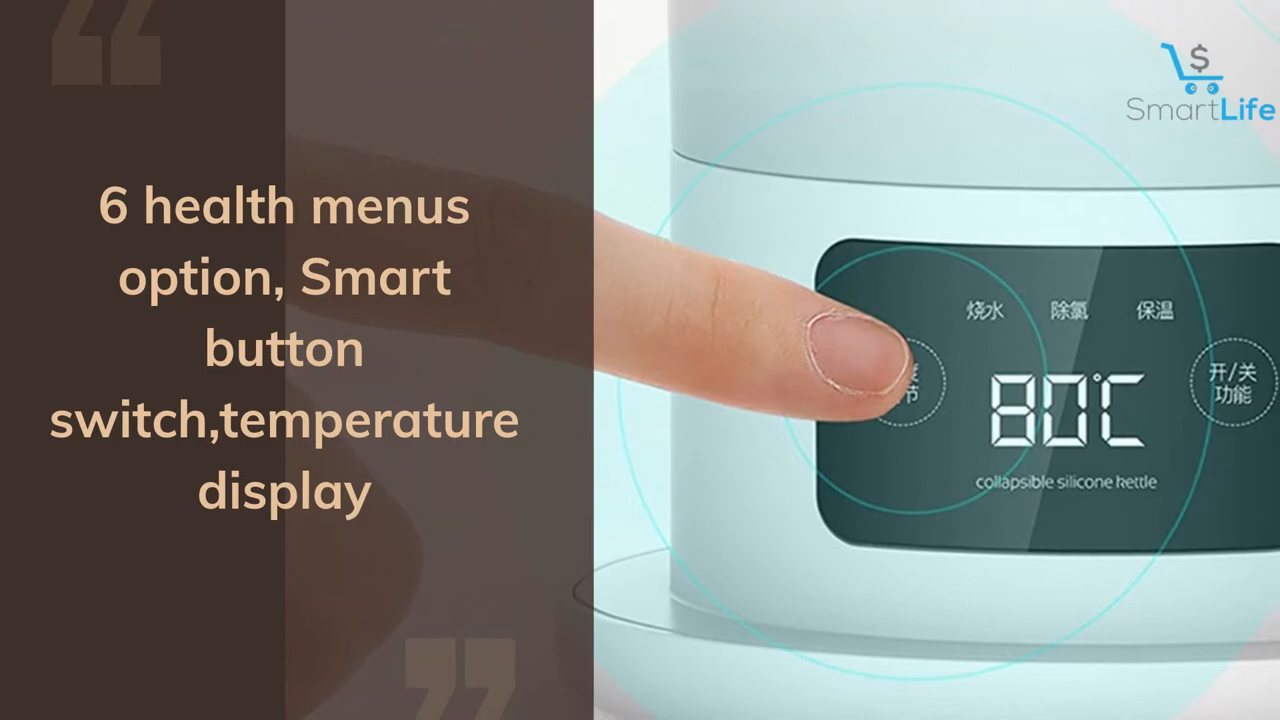 6 health menus
option, Smart
button
switch,temperature
display
$
SmartLife
烧水 除氯 保温
80°C
节
开/关
功能
collapsible silicone kettle